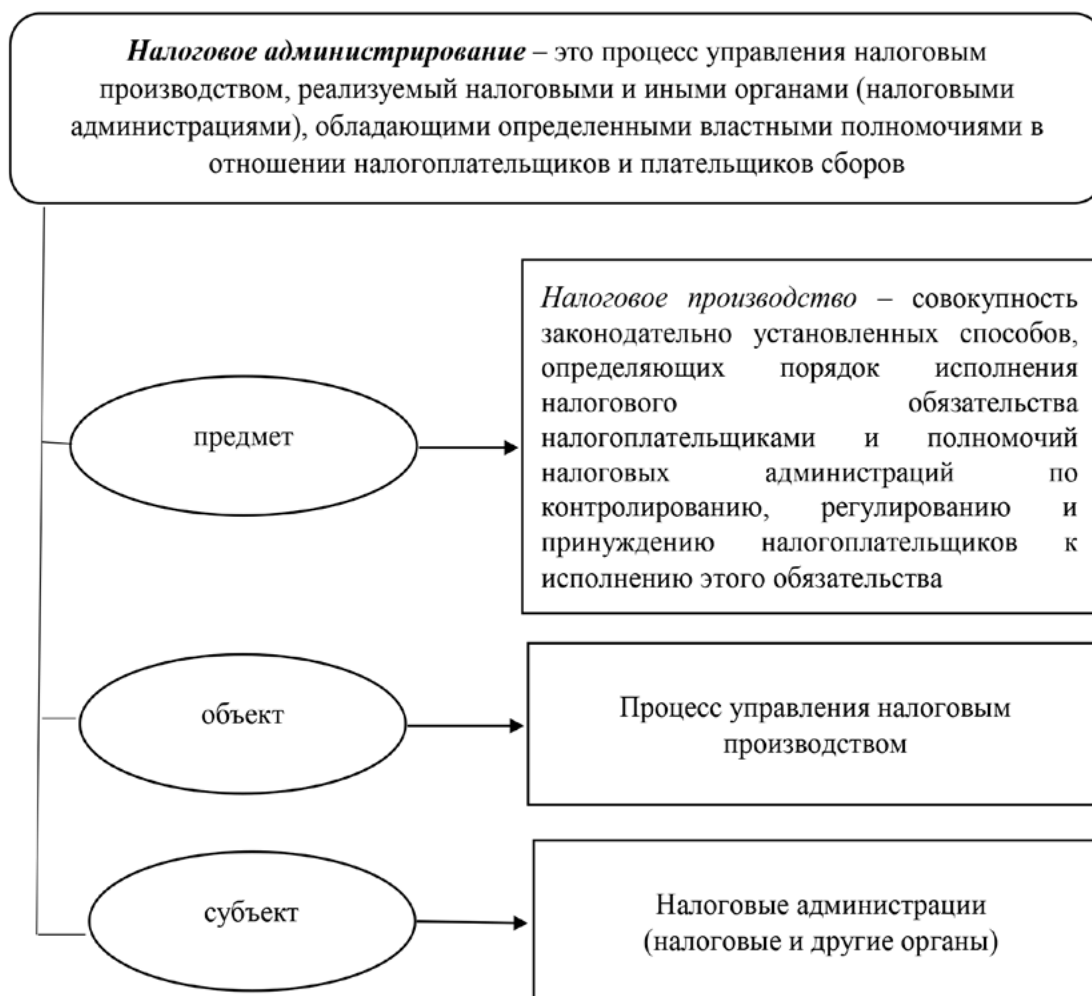 Налоговое администрирование – это процесс управления налоговым
производством, реализуемый налоговыми и иными органами (налоговыми
администрациями), обладающими определенными властными полномочиями в
отношении налогоплательщиков и плательщиков сборов
предмет
Налоговое производство – совокупность
законодательно установленных способов,
определяющих порядок исполнения
налогового обязательства
налогоплательщиками и полномочий
налоговых администраций по
контролированию, регулированию и
принуждению налогоплательщиков к
исполнению этого обязательства
объект
Процесс управления налоговым
производством
субъект
Налоговые администрации
(налоговые и другие органы)